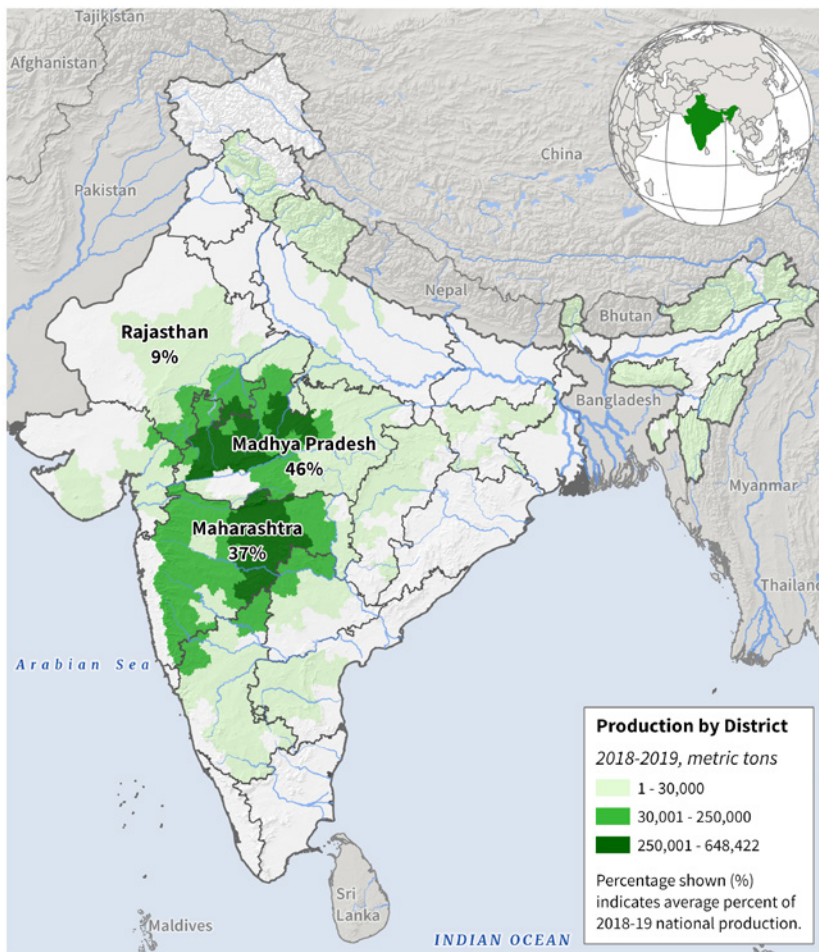 Tajikistan
Afghanistan
China
Pakistan
Nepal
Bhutan
Rajasthan
9%
Bangladesh
Madhya Pradesh
46%
Myanmar
Maharashtra
37%
Thailand
Arabian Sea
Production by District
2018-2019, metric tons
1 - 30,000
30,001 - 250,000
250,001 - 648,422
Percentage shown (%)
indicates average percent of
2018-19 national production.
Sri
Lanka
Maldives
INDIAN OCEAN